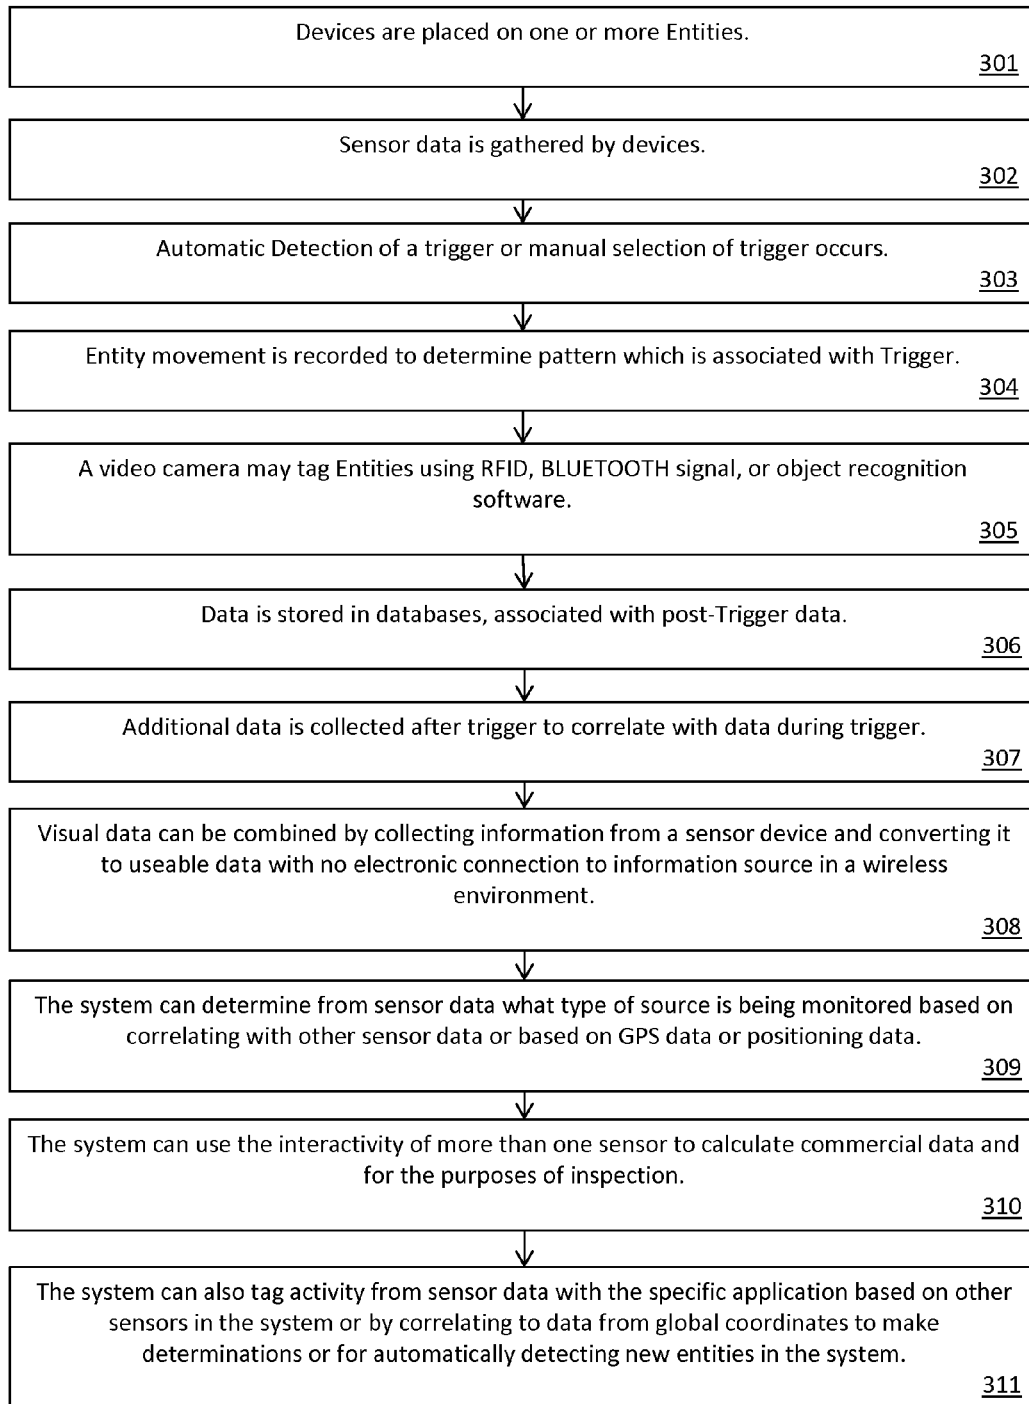 Devices are placed on one or more Entities.
301
Sensor data is gathered by devices.
302
Automatic Detection of a trigger or manual selection of trigger occurs.
303
Entity movement is recorded to determine pattern which is associated with Trigger.
304
A video camera may tag Entities using RFID, BLUETOOTH signal, or object recognition
software.
305
Data is stored in databases, associated with post-Trigger data.
306
Additional data is collected after trigger to correlate with data during trigger.
307
Visual data can be combined by collecting information from a sensor device and converting it
to useable data with no electronic connection to information source in a wireless
environment.
308
The system can determine from sensor data what type of source is being monitored based on
correlating with other sensor data or based on GPS data or positioning data.
309
The system can use the interactivity of more than one sensor to calculate commercial data and
for the purposes of inspection.
310
The system can also tag activity from sensor data with the specific application based on other
sensors in the system or by correlating to data from global coordinates to make
determinations or for automatically detecting new entities in the system.
311